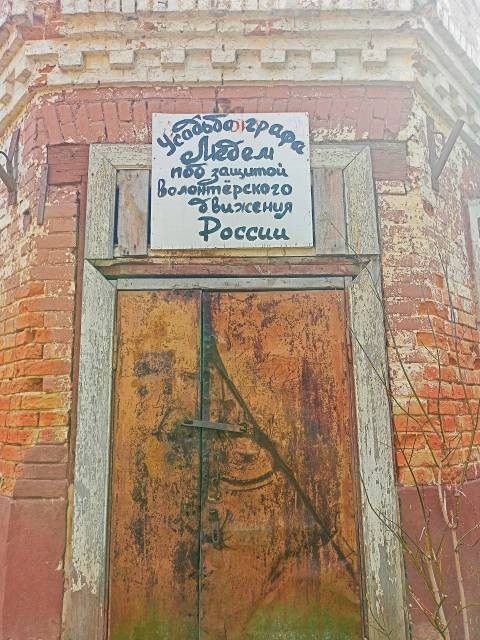 Усадьба графа
Медем
под защитой
волонтёрского
движения
России